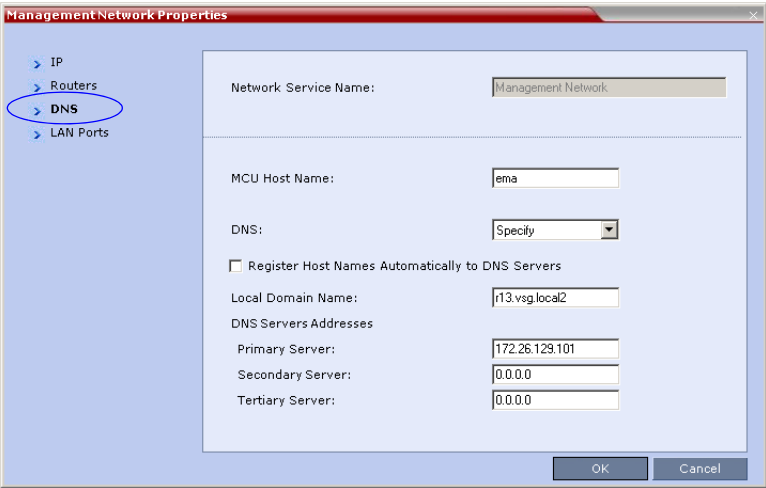 Management Network Properties
IP
Routers
DNS
LAN Ports
Network Service Name: Management Network
MCU Host Name: ema
DNS: Specify
Register Host Names Automatically to DNS Servers
Local Domain Name: r13.vsg.local2
DNS Servers Addresses
Primary Server: 172.26.129.101
Secondary Server: 0.0.0.0
Tertiary Server: 0.0.0.0
OK Cancel